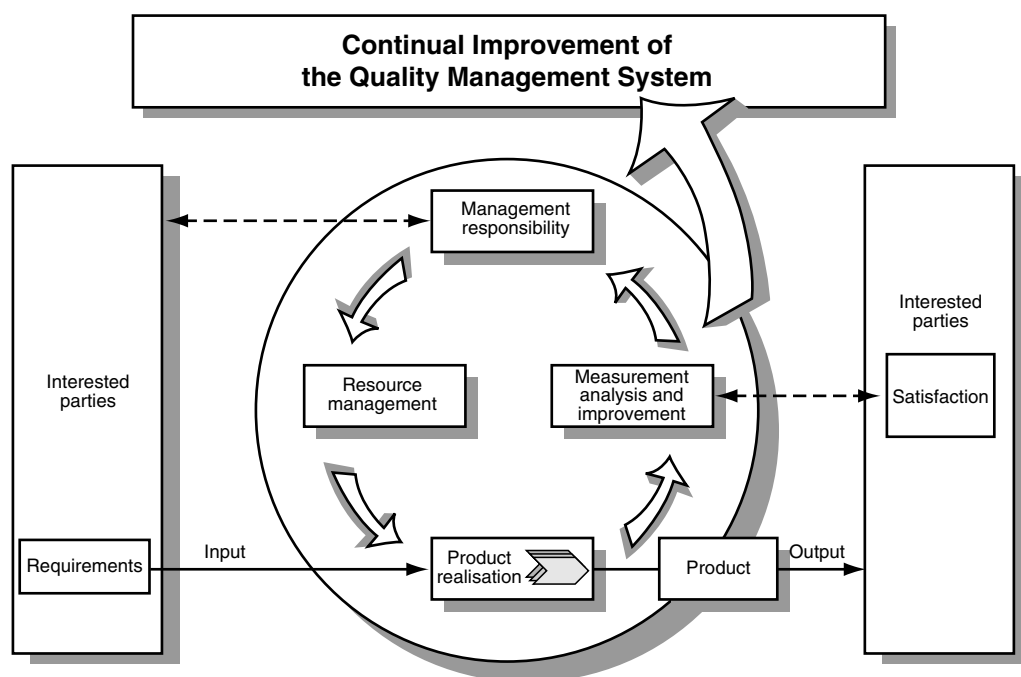 Continual Improvement of
the Quality Management System
Management
responsibility
Interested
parties
Interested
parties
Resource
management
Measurement
analysis and
improvement
Satisfaction
Requirements
Input
Product
realisation
Product
Output